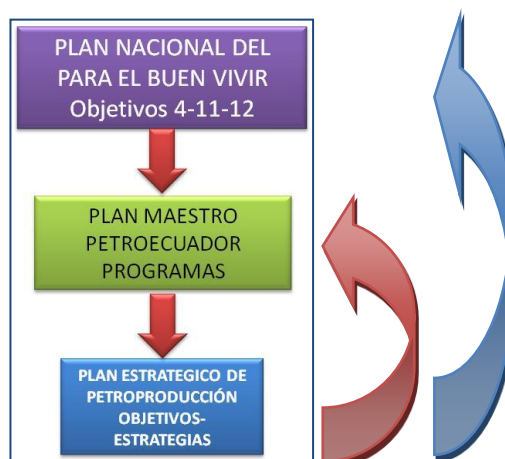 PLAN NACIONAL DEL
PARA EL BUEN VIVIR
Objetivos 4-11-12
PLAN MAESTRO
PETROECUADOR
PROGRAMAS
PLAN ESTRATEGICO DE
PETROPRODUCCIÓN
OBJETIVOS-
ESTRATEGIAS